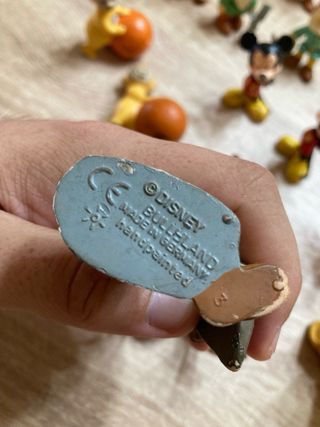 CE
© DISNEY
BULLYLAND
MADE IN GERMANY
handpainted
3